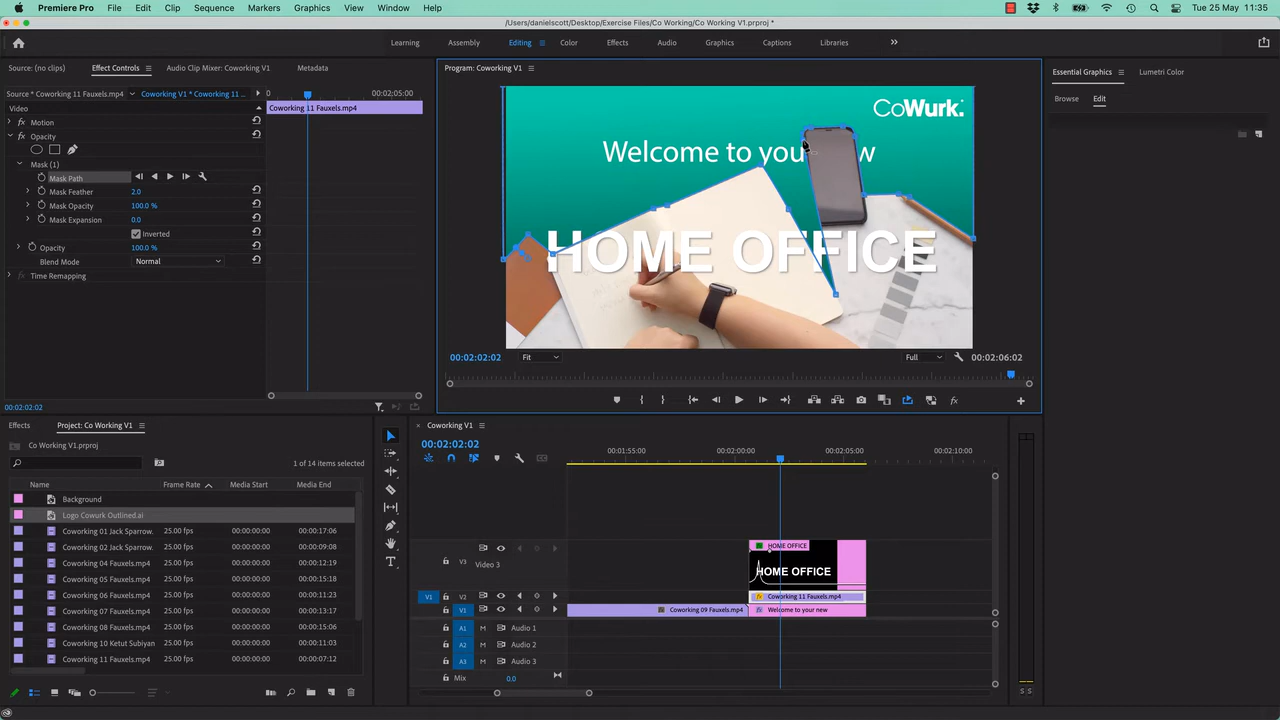 Premiere Pro File Edit Clip Sequence Markers Graphics View Window Help Tue 25 May 11:35
/Users/danielscott/Desktop/Exercise Files/Co Working/Co Working V1.prproj *
Learning Assembly Editing Color Effects Audio Graphics Captions Libraries
Source: (no clips) Effect Controls Audio Clip Mixer: Coworking V1 Metadata
Program: Coworking V1
Essential Graphics Lumetri Color
Source * Coworking 11 Fauxels.mp4 Coworking V1 * Coworking 11 ... 0 00:02:05:00
Browse Edit
Video
Coworking 11 Fauxels.mp4
Motion
Opacity
Mask (1)
Mask Path
Mask Feather 2.0
Mask Opacity 100.0 %
Mask Expansion 0.0
Inverted
Opacity 100.0 %
Blend Mode Normal
Time Remapping
00:02:02:02
CoWurk.
Welcome to you w
HOME OFFICE
00:02:02:02 Fit Full 00:02:06:02
Effects Project: Co Working V1
Co Working V1.prproj
1 of 14 items selected
Name Frame Rate Media Start Media End
Background
Logo Cowurk Outlined.ai
Coworking 01 Jack Sparrow. 25.00 fps 00:00:00:00 00:00:17:06
Coworking 02 Jack Sparrow. 25.00 fps 00:00:00:00 00:00:09:08
Coworking 04 Fauxels.mp4 25.00 fps 00:00:00:00 00:00:12:19
Coworking 05 Fauxels.mp4 25.00 fps 00:00:00:00 00:00:15:18
Coworking 06 Fauxels.mp4 25.00 fps 00:00:00:00 00:00:11:23
Coworking 07 Fauxels.mp4 25.00 fps 00:00:00:00 00:00:13:17
Coworking 08 Fauxels.mp4 25.00 fps 00:00:00:00 00:00:15:06
Coworking 10 Ketut Subiyan 25.00 fps 00:00:00:00 00:00:11:03
Coworking 11 Fauxels.mp4 25.00 fps 00:00:00:00 00:00:07:12
Coworking V1
00:02:02:02
00:01:55:00 00:02:00:00 00:02:05:00 00:02:10:00
V3 Video 3
HOME OFFICE
HOME OFFICE
V1 V2 Coworking 11 Fauxels.mp4
V1 Coworking 09 Fauxels.mp4 Welcome to your new
A1 M Audio 1
A2 M Audio 2
A3 M Audio 3
Mix 0.0
S S